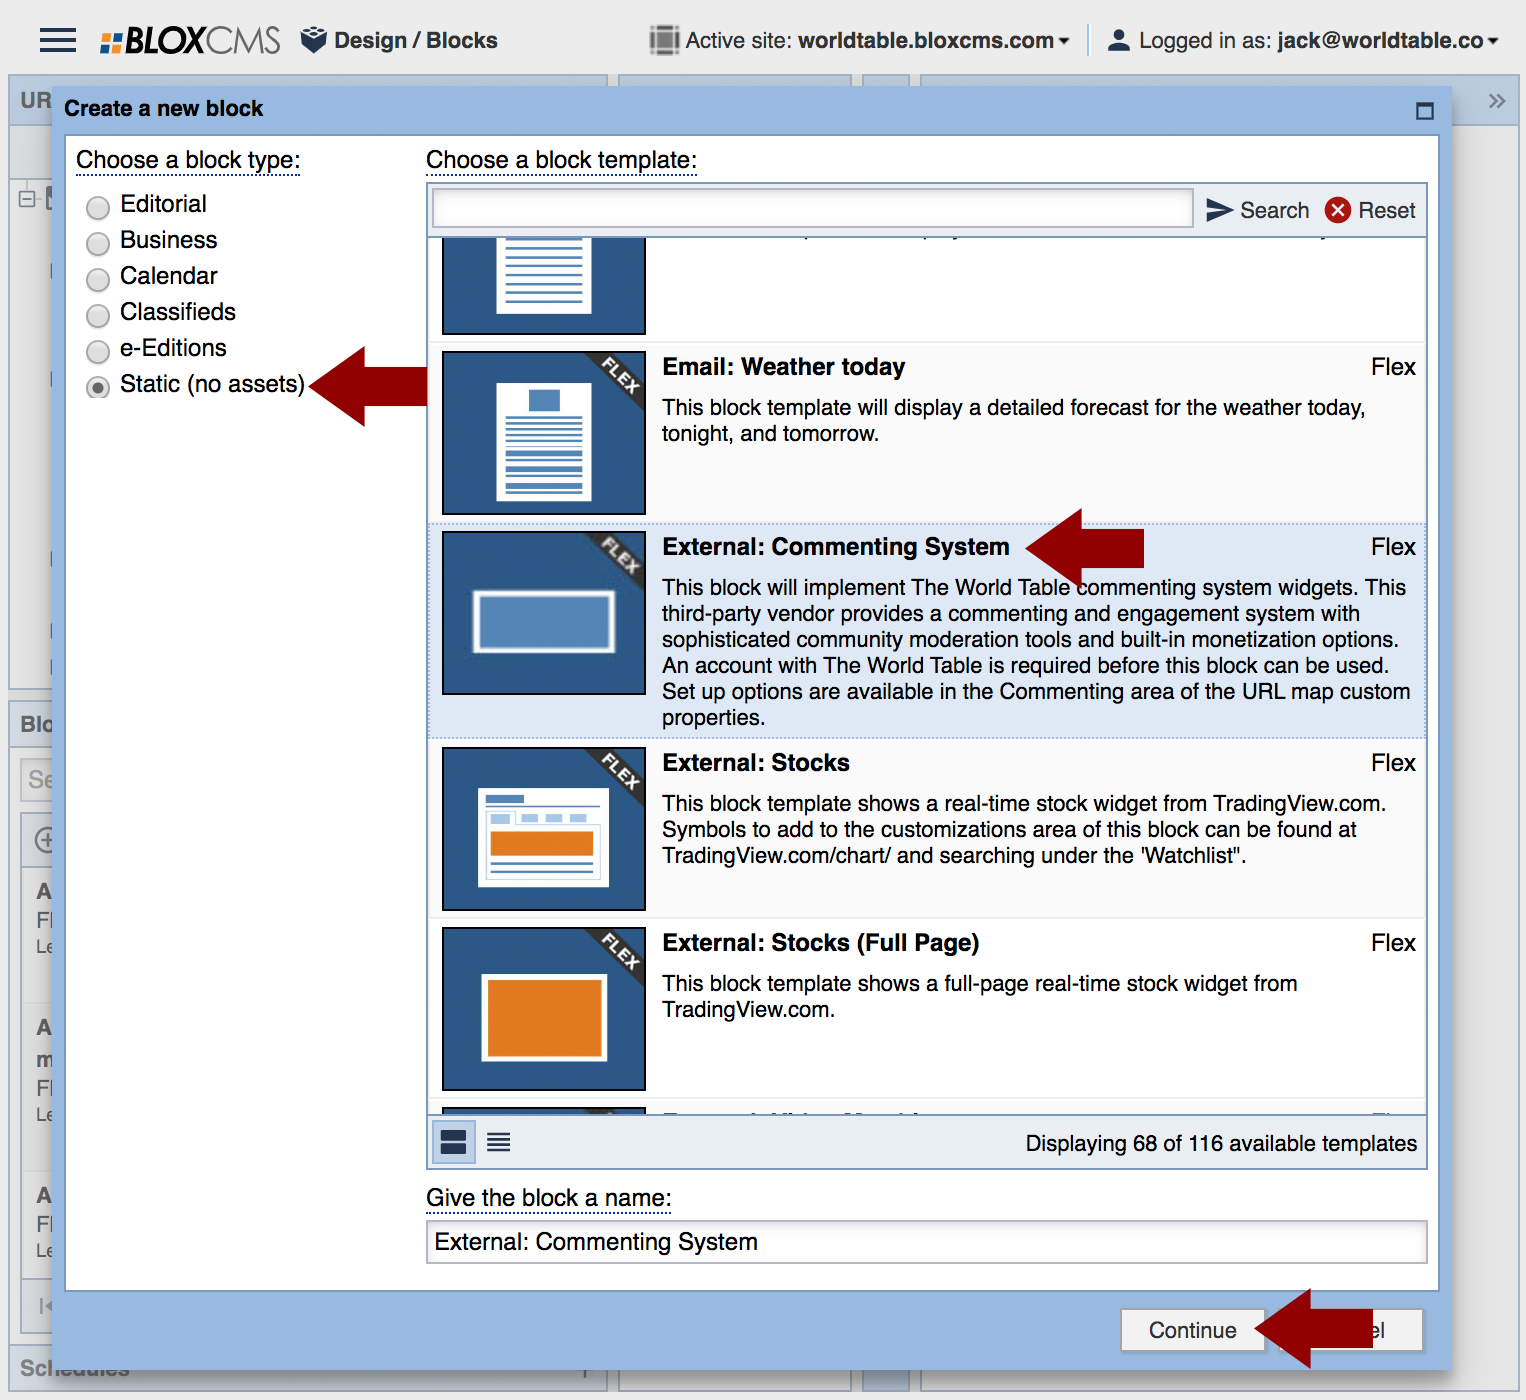 BLOXCMS Design / Blocks Active site: worldtable.bloxcms.com Logged in as: jack@worldtable.co
UR
Create a new block
Choose a block type:
Editorial
Business
Calendar
Classifieds
e-Editions
Static (no assets)
Choose a block template:
Search Reset
FLEX
Email: Weather today Flex
This block template will display a detailed forecast for the weather today,
tonight, and tomorrow.
FLEX
External: Commenting System Flex
This block will implement The World Table commenting system widgets. This
third-party vendor provides a commenting and engagement system with
sophisticated community moderation tools and built-in monetization options.
An account with The World Table is required before this block can be used.
Set up options are available in the Commenting area of the URL map custom
properties.
FLEX
External: Stocks Flex
This block template shows a real-time stock widget from TradingView.com.
Symbols to add to the customizations area of this block can be found at
TradingView.com/chart/ and searching under the 'Watchlist".
FLEX
External: Stocks (Full Page) Flex
This block template shows a full-page real-time stock widget from
TradingView.com.
Displaying 68 of 116 available templates
Give the block a name:
External: Commenting System
Continue
Blo
Se
A
Fl
Le
A
m
Fl
Le
A
Fl
Le
Schedules